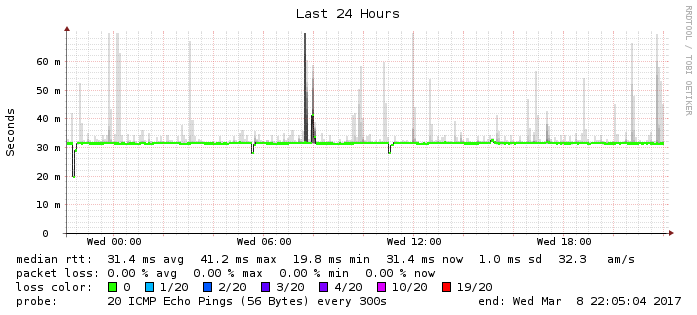 Last 24 Hours
RRDTOOL / TOBI OETIKER
Seconds
60 m
50 m
40 m
30 m
20 m
10 m
0
Wed 00:00 Wed 06:00 Wed 12:00 Wed 18:00
median rtt: 31.4 ms avg 41.2 ms max 19.8 ms min 31.4 ms now 1.0 ms sd 32.3 am/s
packet loss: 0.00 % avg 0.00 % max 0.00 % min 0.00 % now
loss color: 0 1/20 2/20 3/20 4/20 10/20 19/20
probe: 20 ICMP Echo Pings (56 Bytes) every 300s end: Wed Mar 8 22:05:04 2017